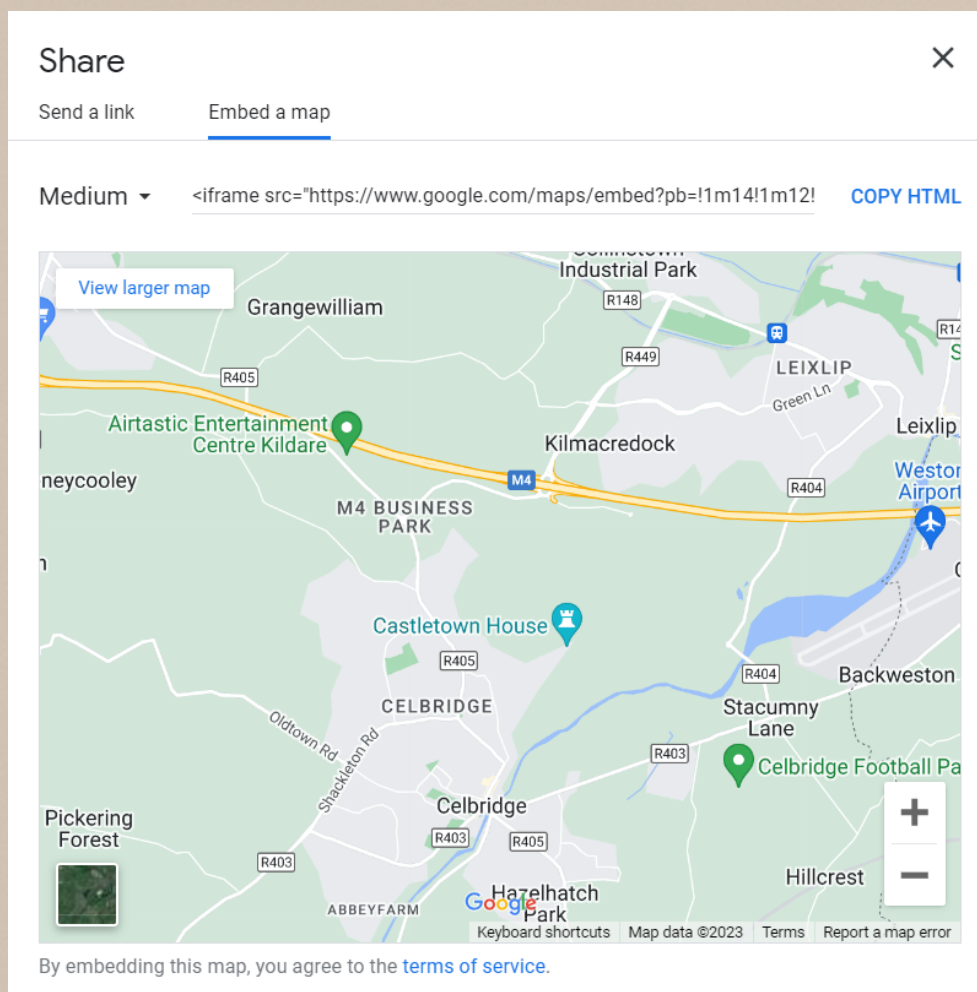 Share
Send a link
Embed a map
Medium
<iframe src="https://www.google.com/maps/embed?pb=!1m14!1m12!
COPY HTML
View larger map
Industrial Park
R148
Grangewilliam
R449
LEIXLIP
Green Ln
R405
Airtastic Entertainment
Centre Kildare
Kilmacredock
Leixlip
neycooley
M4
R404
Weston
Airport
M4 BUSINESS
PARK
Castletown House
R405
R404
Backweston
CELBRIDGE
Stacumny
Lane
Oldtown Rd
Shackleton Rd
R403
Celbridge Football Pa
Celbridge
Pickering
Forest
R403
R405
R403
Hillcrest
Hazelhatch
Park
ABBEYFARM
Google
Keyboard shortcuts
Map data ©2023
Terms
Report a map error
By embedding this map, you agree to the terms of service.